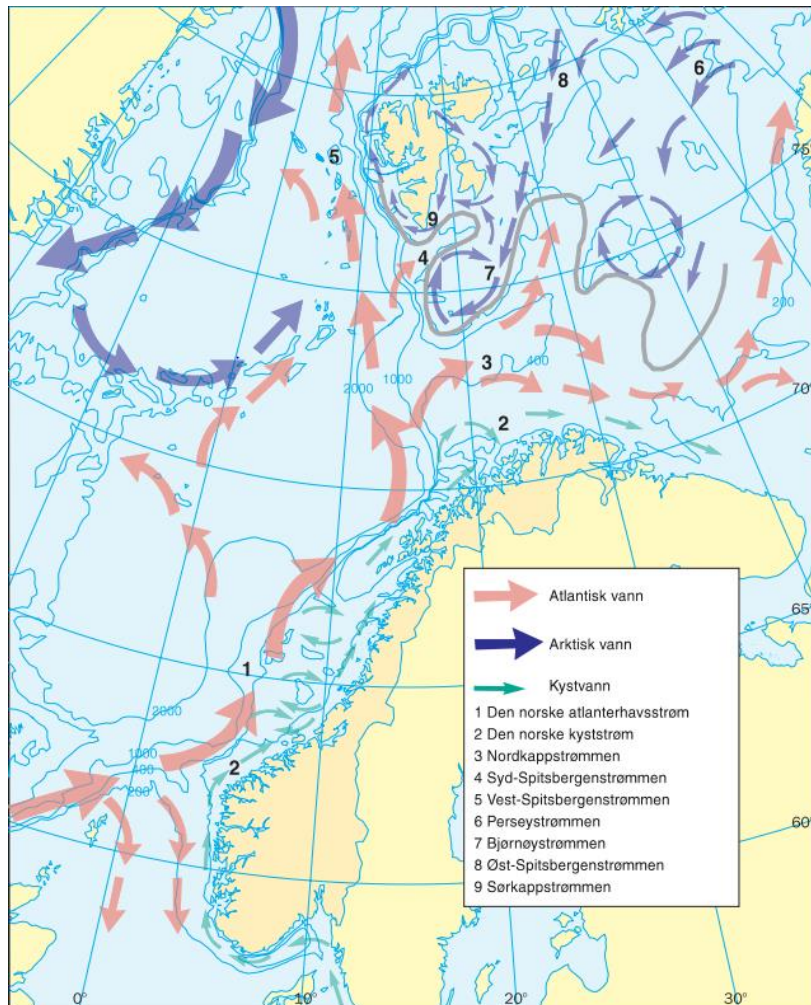 6
8
75°
5
9
4
7
200
3
400
1000
2000
70°
2
Atlantisk vann
65°
Arktisk vann
1
Kystvann
2000
1 Den norske atlanterhavsstrøm
2 Den norske kyststrøm
1000
2
3 Nordkappstrømmen
400
4 Syd-Spitsbergenstrømmen
200
5 Vest-Spitsbergenstrømmen
60°
6 Perseystrømmen
7 Bjørnøystrømmen
8 Øst-Spitsbergenstrømmen
9 Sørkappstrømmen
0° 10° 20° 30°